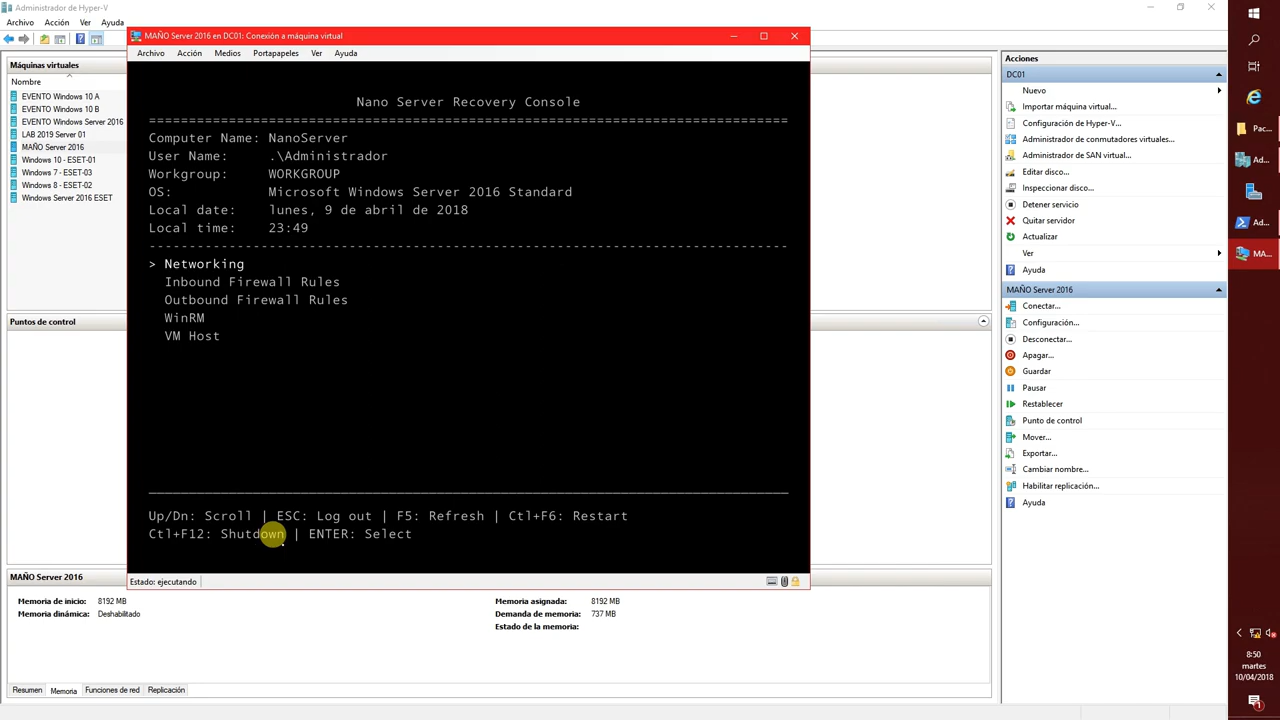 Administrador de Hyper-V
Archivo Acción Ver Ayuda
Máquinas virtuales
Nombre
EVENTO Windows 10 A
EVENTO Windows 10 B
EVENTO Windows Server 2016
LAB 2019 Server 01
MAÑO Server 2016
Windows 10 - ESET-01
Windows 7 - ESET-03
Windows 8 - ESET-02
Windows Server 2016 ESET
Puntos de control
MAÑO Server 2016 en DC01: Conexión a máquina virtual
Archivo Acción Medios Portapapeles Ver Ayuda
Nano Server Recovery Console
================================================================================
Computer Name: NanoServer
User Name: .\Administrador
Workgroup: WORKGROUP
OS: Microsoft Windows Server 2016 Standard
Local date: lunes, 9 de abril de 2018
Local time: 23:49
--------------------------------------------------------------------------------
> Networking
Inbound Firewall Rules
Outbound Firewall Rules
WinRM
VM Host
________________________________________________________________________________
Up/Dn: Scroll | ESC: Log out | F5: Refresh | Ctl+F6: Restart
Ctl+F12: Shutdown | ENTER: Select
Estado: ejecutando
MAÑO Server 2016
Memoria de inicio: 8192 MB
Memoria dinámica: Deshabilitado
Memoria asignada: 8192 MB
Demanda de memoria: 737 MB
Estado de la memoria:
Resumen Memoria Funciones de red Replicación
Acciones
DC01
Nuevo
Importar máquina virtual...
Configuración de Hyper-V...
Administrador de conmutadores virtuales...
Administrador de SAN virtual...
Editar disco...
Inspeccionar disco...
Detener servicio
Quitar servidor
Actualizar
Ver
Ayuda
MAÑO Server 2016
Conectar...
Configuración...
Desconectar...
Apagar...
Guardar
Pausar
Restablecer
Punto de control
Mover...
Exportar...
Cambiar nombre...
Habilitar replicación...
Ayuda
Pac...
Ad...
Ad...
MA...
8:50
martes
10/04/2018
1